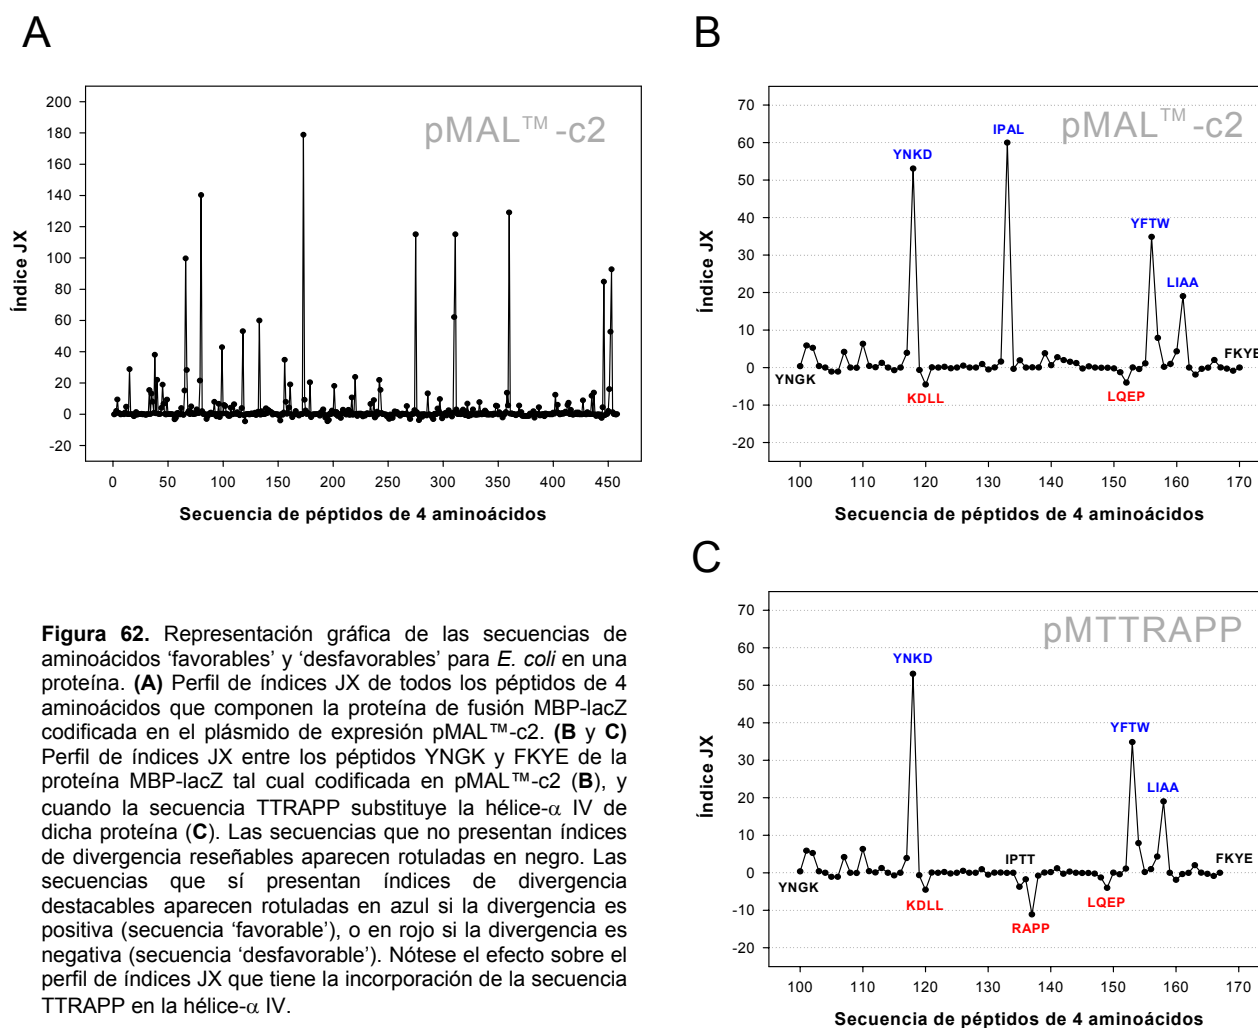 A
pMAL™-c2
Índice JX
200
180
160
140
120
100
80
60
40
20
0
-20
0 50 100 150 200 250 300 350 400 450
Secuencia de péptidos de 4 aminoácidos
B
pMAL™-c2
Índice JX
70
60
50
40
30
20
10
0
-10
-20
IPAL
YNKD
YFTW
LIAA
FKYE
YNGK
KDLL
LQEP
100 110 120 130 140 150 160 170
Secuencia de péptidos de 4 aminoácidos
C
pMTTRAPP
Índice JX
70
60
50
40
30
20
10
0
-10
-20
YNKD
YFTW
LIAA
IPTT
FKYE
YNGK
KDLL
LQEP
RAPP
100 110 120 130 140 150 160 170
Secuencia de péptidos de 4 aminoácidos
Figura 62. Representación gráfica de las secuencias de
aminoácidos ‘favorables’ y ‘desfavorables’ para E. coli en una
proteína. (A) Perfil de índices JX de todos los péptidos de 4
aminoácidos que componen la proteína de fusión MBP-lacZ
codificada en el plásmido de expresión pMAL™-c2. (B y C)
Perfil de índices JX entre los péptidos YNGK y FKYE de la
proteína MBP-lacZ tal cual codificada en pMAL™-c2 (B), y
cuando la secuencia TTRAPP substituye la hélice-α IV de
dicha proteína (C). Las secuencias que no presentan índices
de divergencia reseñables aparecen rotuladas en negro. Las
secuencias que sí presentan índices de divergencia
destacables aparecen rotuladas en azul si la divergencia es
positiva (secuencia ‘favorable’), o en rojo si la divergencia es
negativa (secuencia ‘desfavorable’). Nótese el efecto sobre el
perfil de índices JX que tiene la incorporación de la secuencia
TTRAPP en la hélice-α IV.